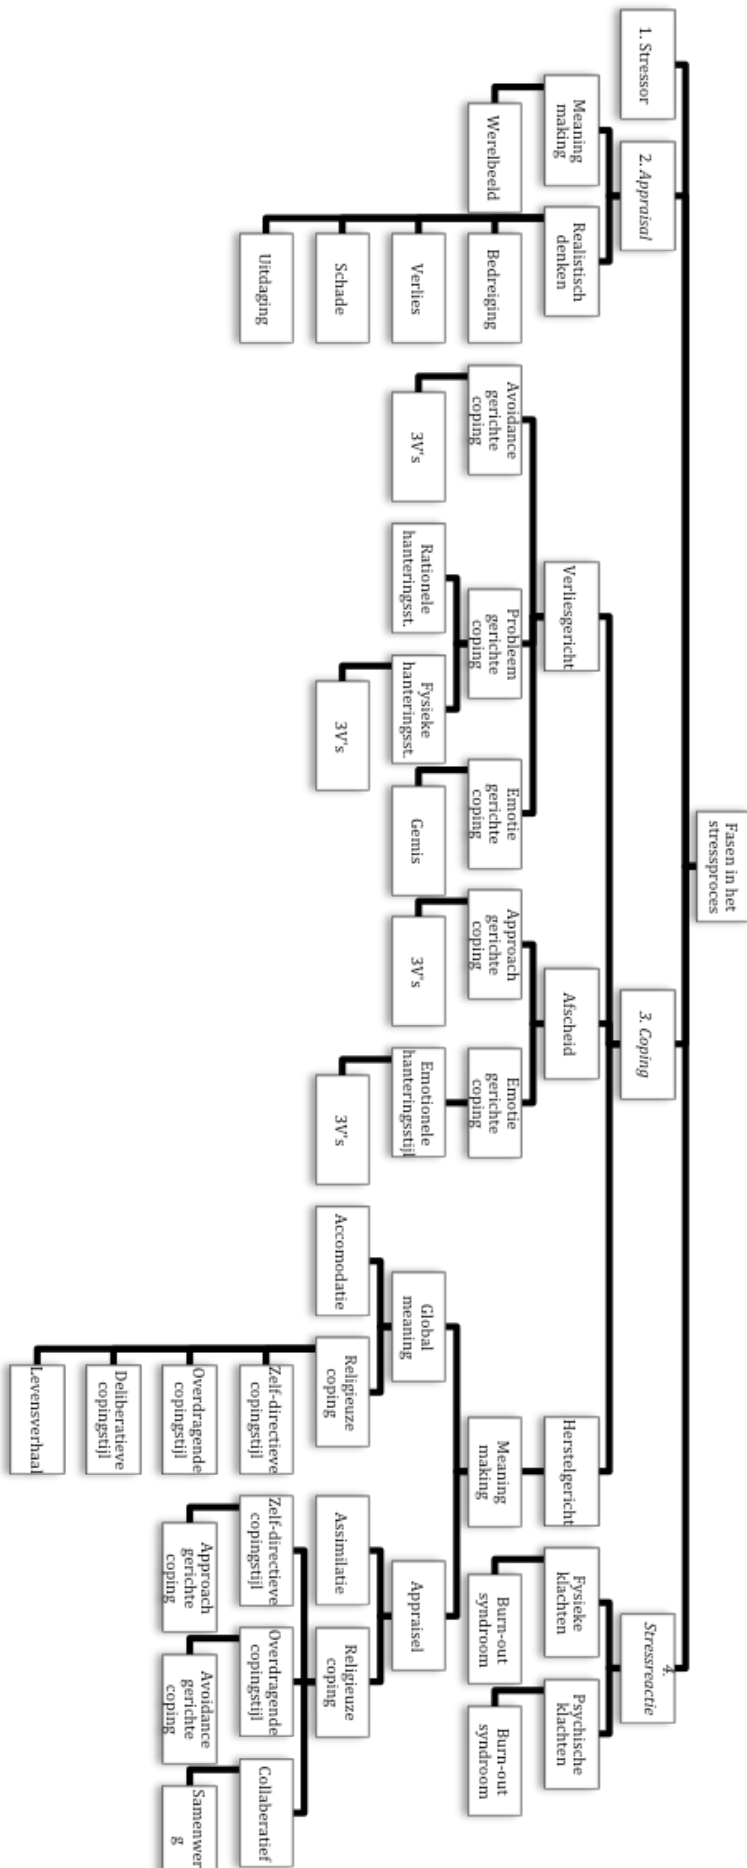 Fasen in het
stressproces
1. Stressor
2. Appraisal
Meaning
making
Werelbeeld
Realistisch
denken
Bedreiging
Verlies
Schade
Uitdaging
3. Coping
Verliesgericht
Avoidance
gerichte
coping
3V's
Probleem
gerichte
coping
Rationele
hanteringsst.
Fysieke
hanteringsst.
3V's
Emotie
gerichte
coping
Gemis
Afscheid
Approach
gerichte
coping
3V's
Emotie
gerichte
coping
Emotionele
hanteringsstijl
3V's
Herstelgericht
Meaning
making
Global
meaning
Accomodatie
Religieuze
coping
Zelf-directieve
copingstijl
Overdragende
copingstijl
Deliberatieve
copingstijl
Levensverhaal
Appraisel
Assimilatie
Religieuze
coping
Zelf-directieve
copingstijl
Approach
gerichte
coping
Overdragende
copingstijl
Avoidance
gerichte
coping
Collaberatief
Samenwer
g
4.
Stressreactie
Fysieke
klachten
Burn-out
syndroom
Psychische
klachten
Burn-out
syndroom